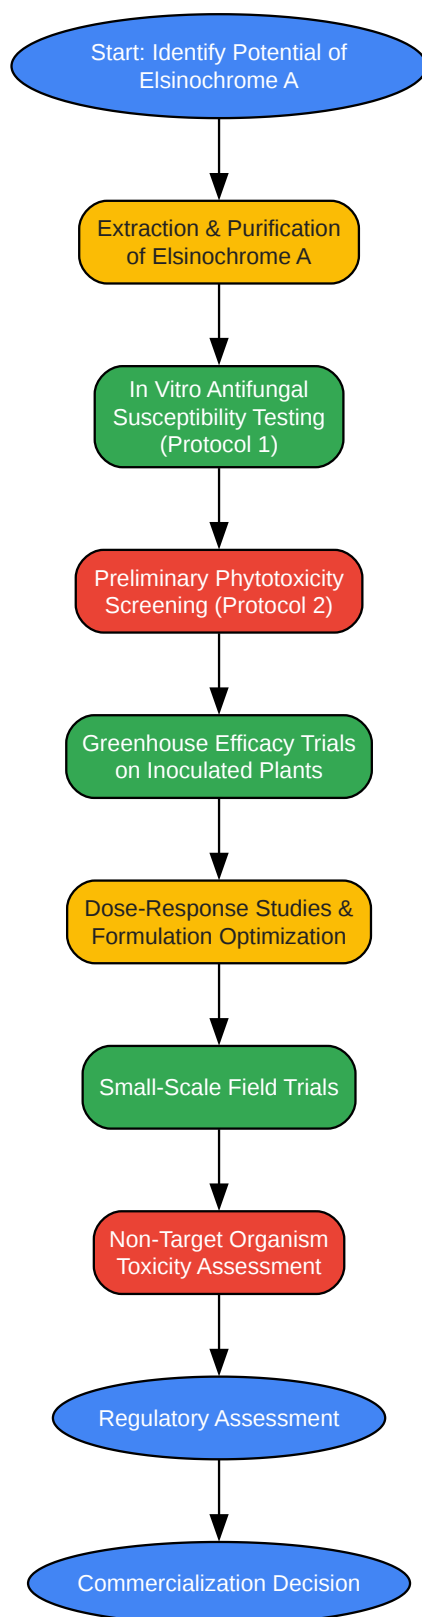 Start: Identify Potential of
Elsinochrome A
Extraction & Purification
of Elsinochrome A
In Vitro Antifungal
Susceptibility Testing
(Protocol 1)
Preliminary Phytotoxicity
Screening (Protocol 2)
Greenhouse Efficacy Trials
on Inoculated Plants
Dose-Response Studies &
Formulation Optimization
Small-Scale Field Trials
Non-Target Organism
Toxicity Assessment
Regulatory Assessment
Commercialization Decision